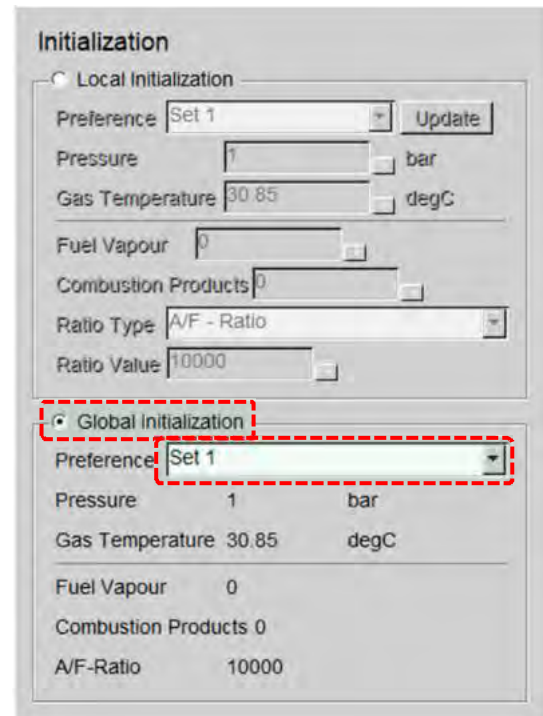 Initialization
Local Initialization
Preference Set 1 Update
Pressure 1 bar
Gas Temperature 30.85 degC
Fuel Vapour 0
Combustion Products 0
Ratio Type A/F - Ratio
Ratio Value 10000
Global Initialization
Preference Set 1
Pressure 1 bar
Gas Temperature 30.85 degC
Fuel Vapour 0
Combustion Products 0
A/F-Ratio 10000